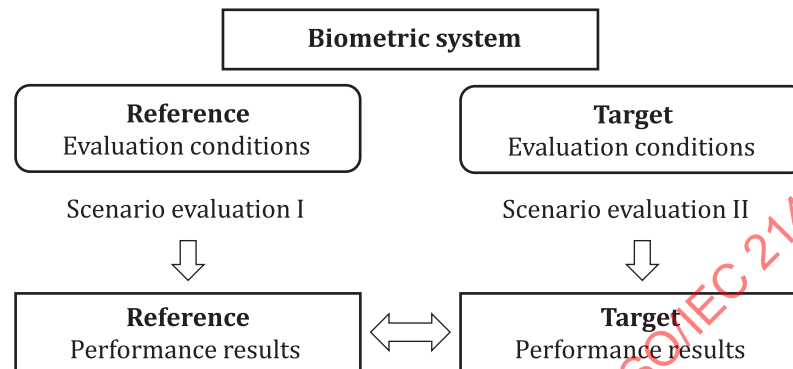 Biometric system
Reference
Evaluation conditions
Target
Evaluation conditions
Scenario evaluation I
Scenario evaluation II
Reference
Performance results
Target
Performance results